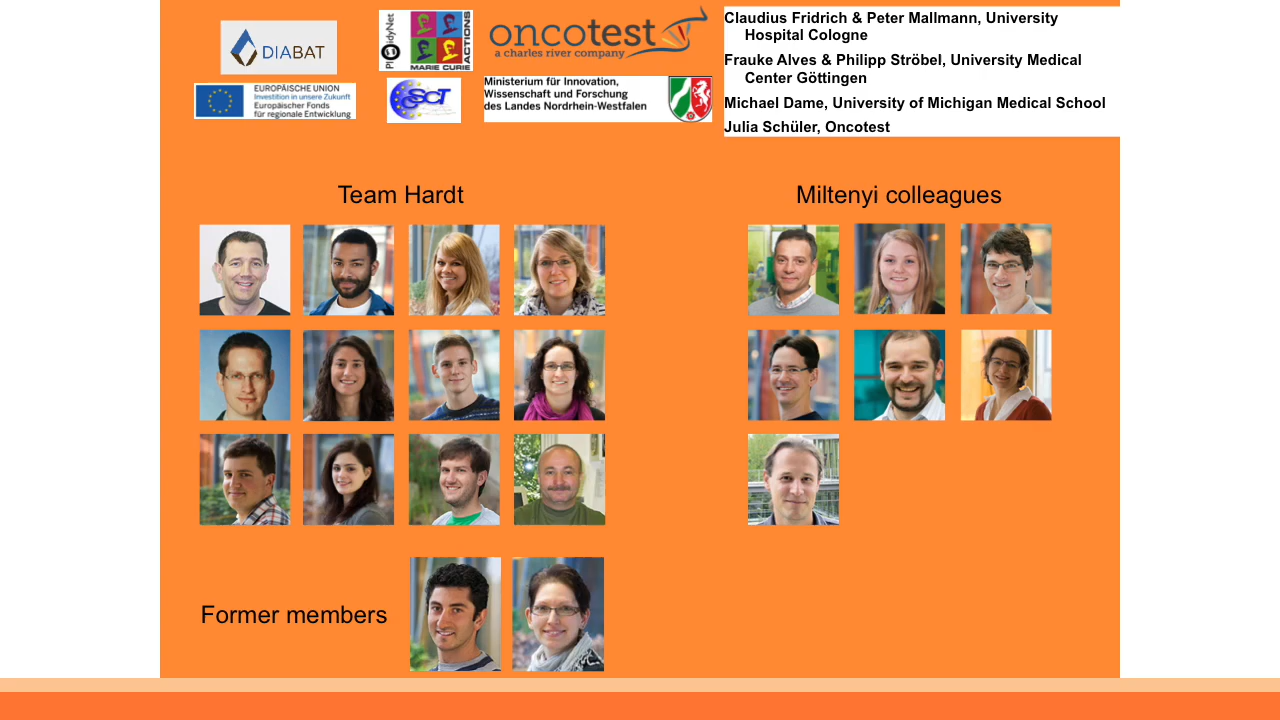 DIABAT
EUROPÄISCHE UNION
Investition in unsere Zukunft
Europäischer Fonds
für regionale Entwicklung
PloidyNet
MARIE CURIE
ACTIONS
SCT
oncotest
a charles river company
Ministerium für Innovation,
Wissenschaft und Forschung
des Landes Nordrhein-Westfalen
Claudius Fridrich & Peter Mallmann, University
Hospital Cologne
Frauke Alves & Philipp Ströbel, University Medical
Center Göttingen
Michael Dame, University of Michigan Medical School
Julia Schüler, Oncotest
Team Hardt
Miltenyi colleagues
Former members